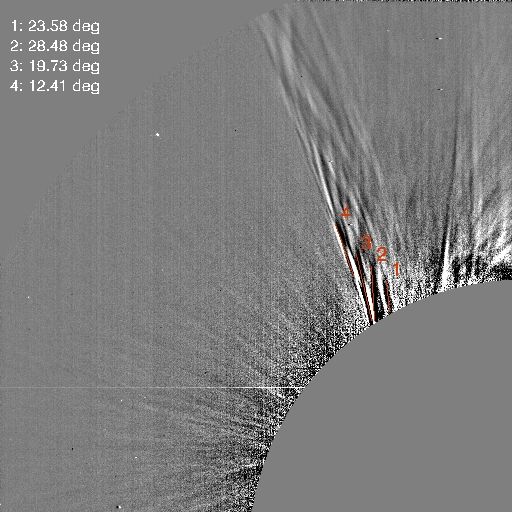 1: 23.58 deg
2: 28.48 deg
3: 19.73 deg
4: 12.41 deg
4
3
2
1